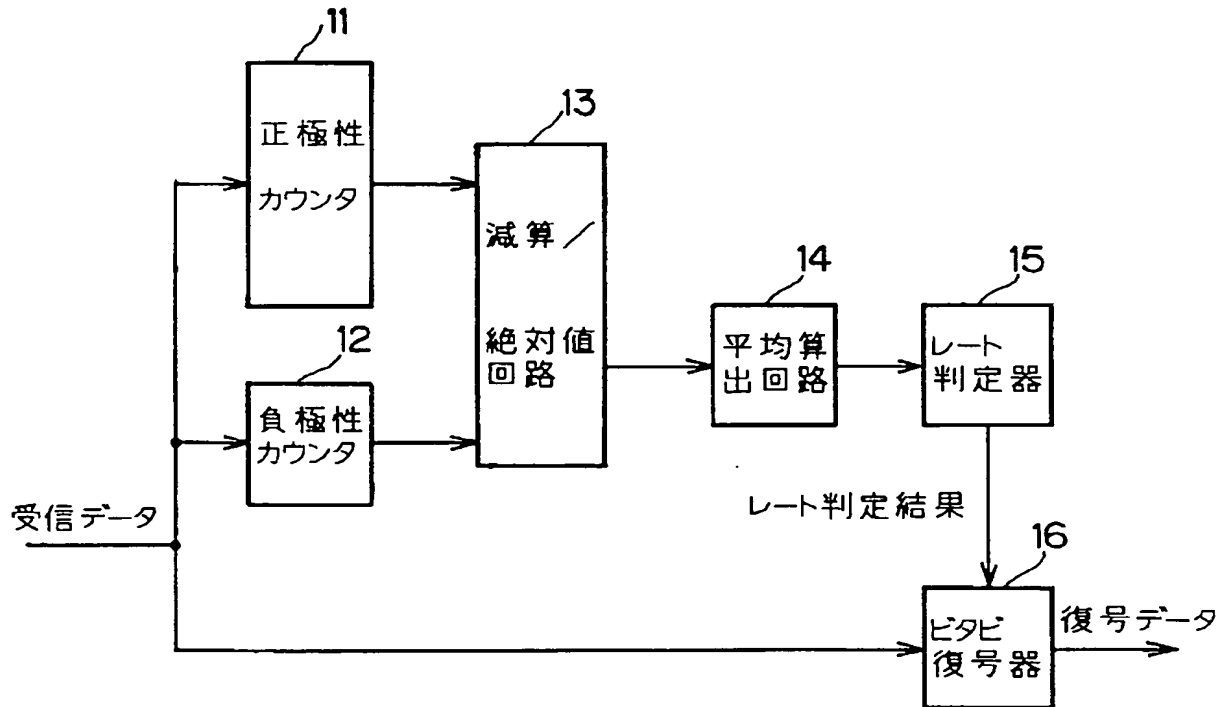 11
正極性
カウンタ
13
減算／
絶対値
回路
12
負極性
カウンタ
14
平均算
出回路
15
レート
判定器
受信データ
レート判定結果
16
ビタビ
復号器
復号データ